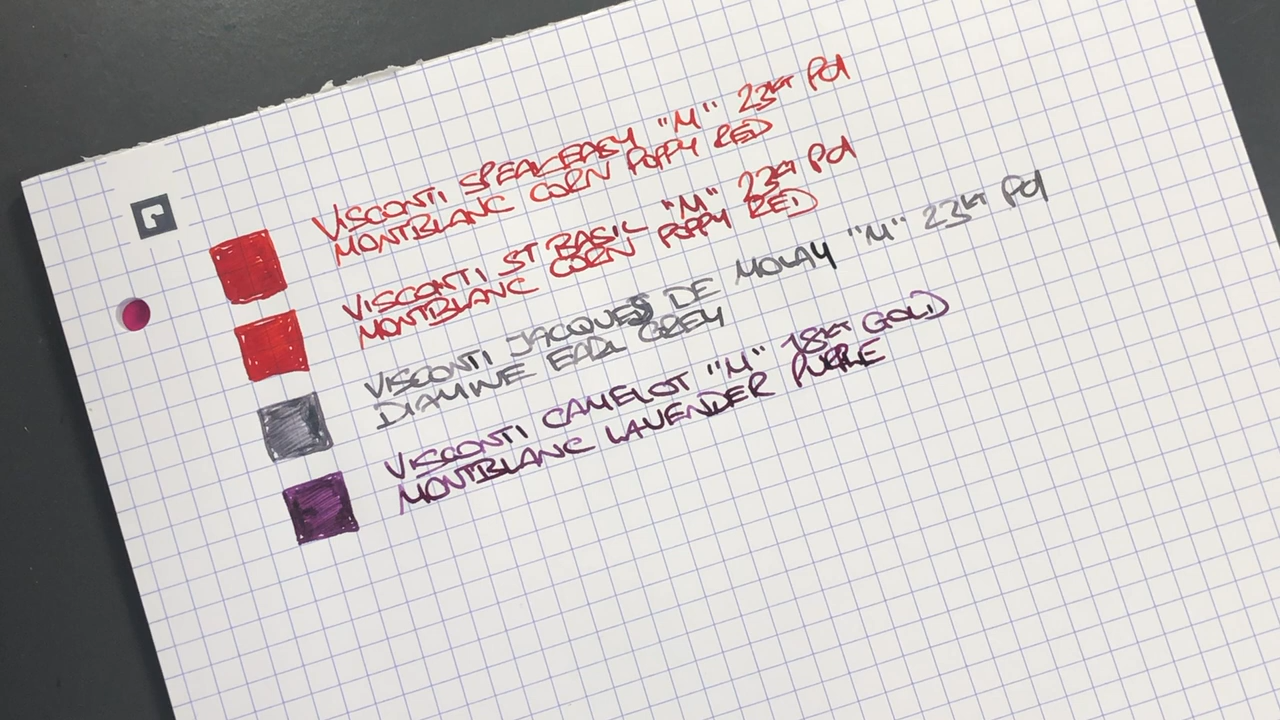 VISCONTI SPEAKEASY "M" 23KT Pd
MONTBLANC CORN POPPY RED
VISCONTI ST BASIL "M" 23KT Pd
MONTBLANC CORN POPPY RED
VISCONTI JACQUES DE MOLAY "M" 23KT Pd
DIAMINE EARL GREY
VISCONTI CAMELOT "M" 18KT GOLD
MONTBLANC LAVENDER PURPLE